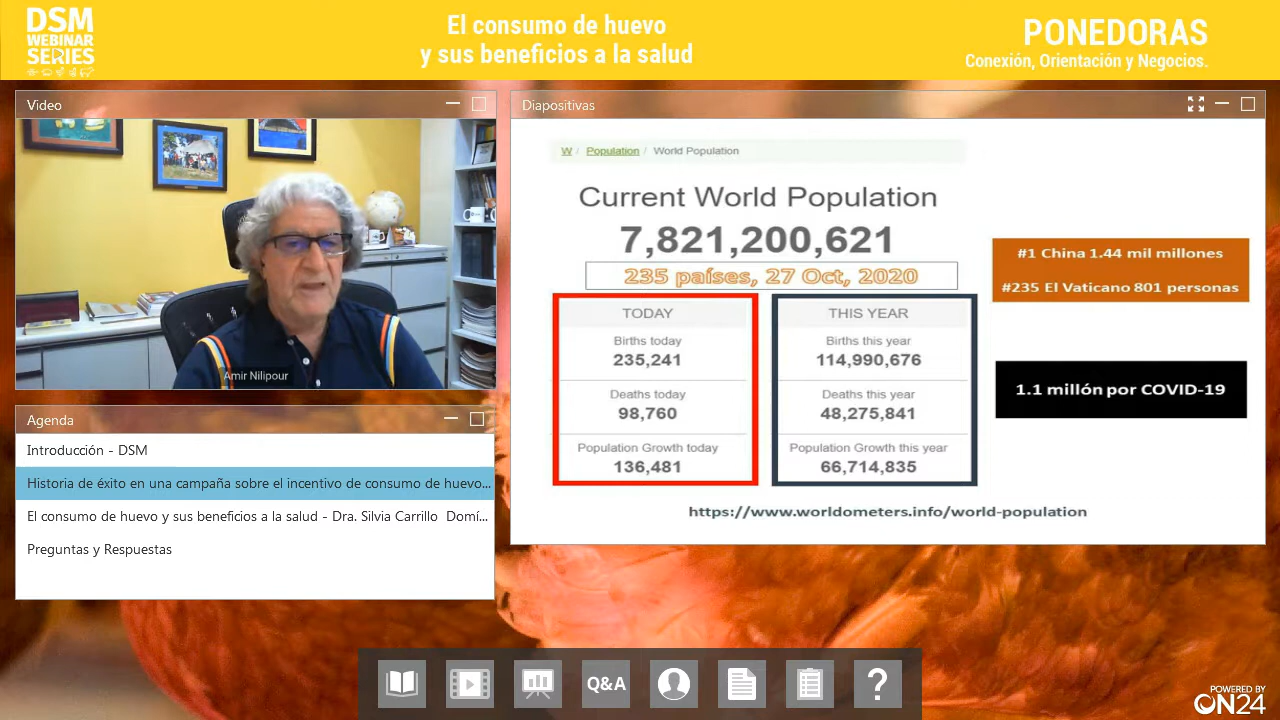 DSM
WEBINAR
SERIES
El consumo de huevo
y sus beneficios a la salud
PONEDORAS
Conexión, Orientación y Negocios.
Video
Amir Nilipour
Agenda
Introducción - DSM
Historia de éxito en una campaña sobre el incentivo de consumo de huevo...
El consumo de huevo y sus beneficios a la salud - Dra. Silvia Carrillo Domí...
Preguntas y Respuestas
Diapositivas
W / Population / World Population
Current World Population
7,821,200,621
235 países, 27 Oct, 2020
TODAY
Births today
235,241
Deaths today
98,760
Population Growth today
136,481
THIS YEAR
Births this year
114,990,676
Deaths this year
48,275,841
Population Growth this year
66,714,835
#1 China 1.44 mil millones
#235 El Vaticano 801 personas
1.1 millón por COVID-19
https://www.worldometers.info/world-population
Q&A
?
POWERED BY
ON24